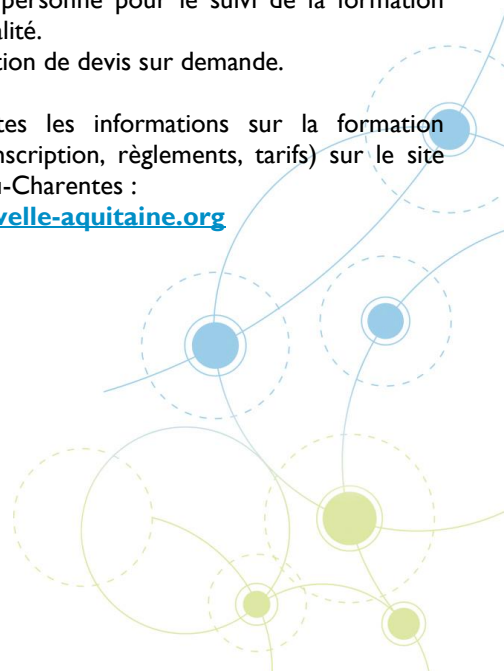 personne pour le suivi de la formation
alité.
tion de devis sur demande.
tes les informations sur la formation
nscription, règlements, tarifs) sur le site
u-Charentes :
velle-aquitaine.org